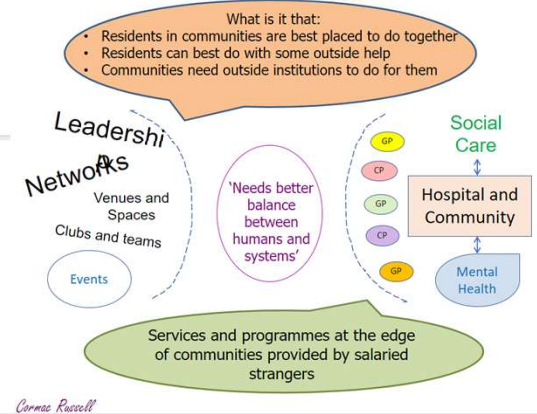 What is it that:
• Residents in communities are best placed to do together
• Residents can best do with some outside help
• Communities need outside institutions to do for them
Leadershi
p
Networks
Venues and
Spaces
Clubs and teams
Events
'Needs better
balance
between
humans and
systems'
GP
CP
GP
CP
GP
Social
Care
Hospital and
Community
Mental
Health
Services and programmes at the edge
of communities provided by salaried
strangers
Cormac Russell